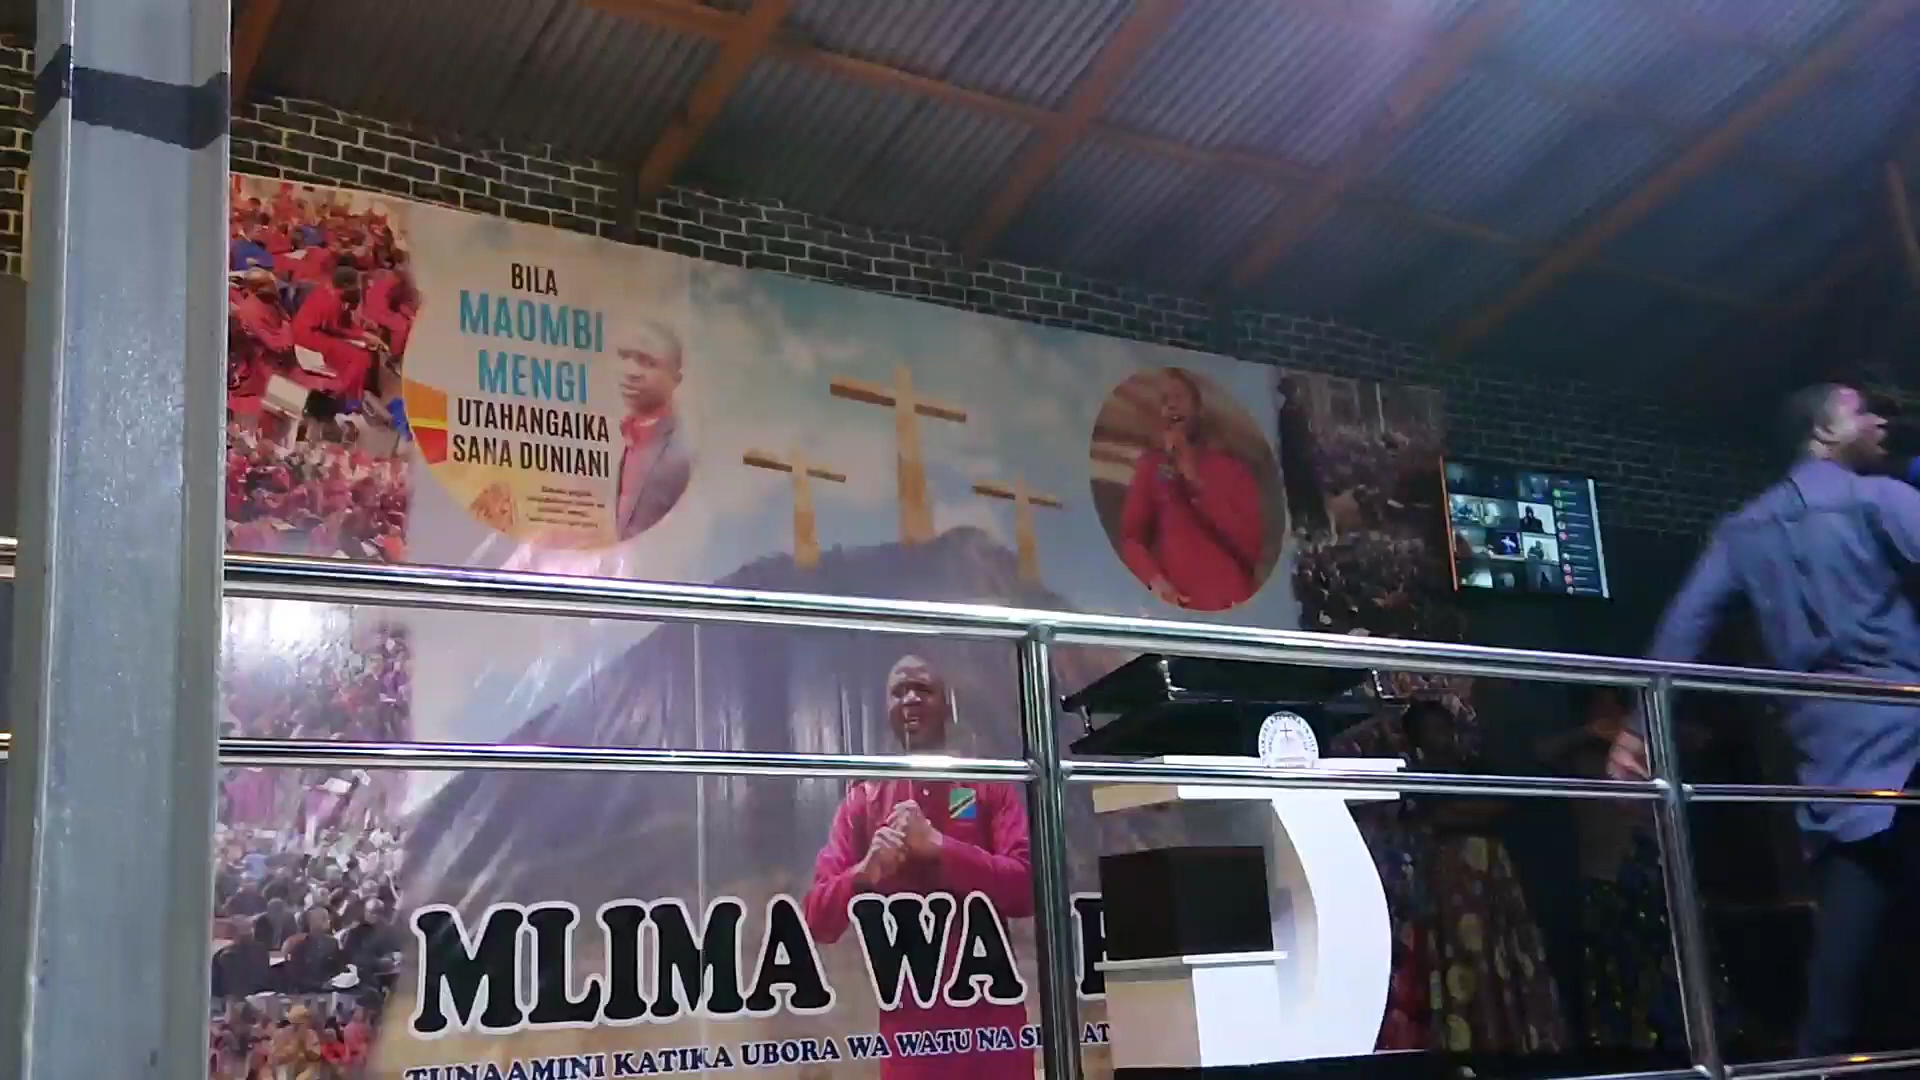 BILA
MAOMBI
MENGI
UTAHANGAIKA
SANA DUNIANI
MLIMA WA
TUNAAMINI KATIKA UBORA WA WATU NA